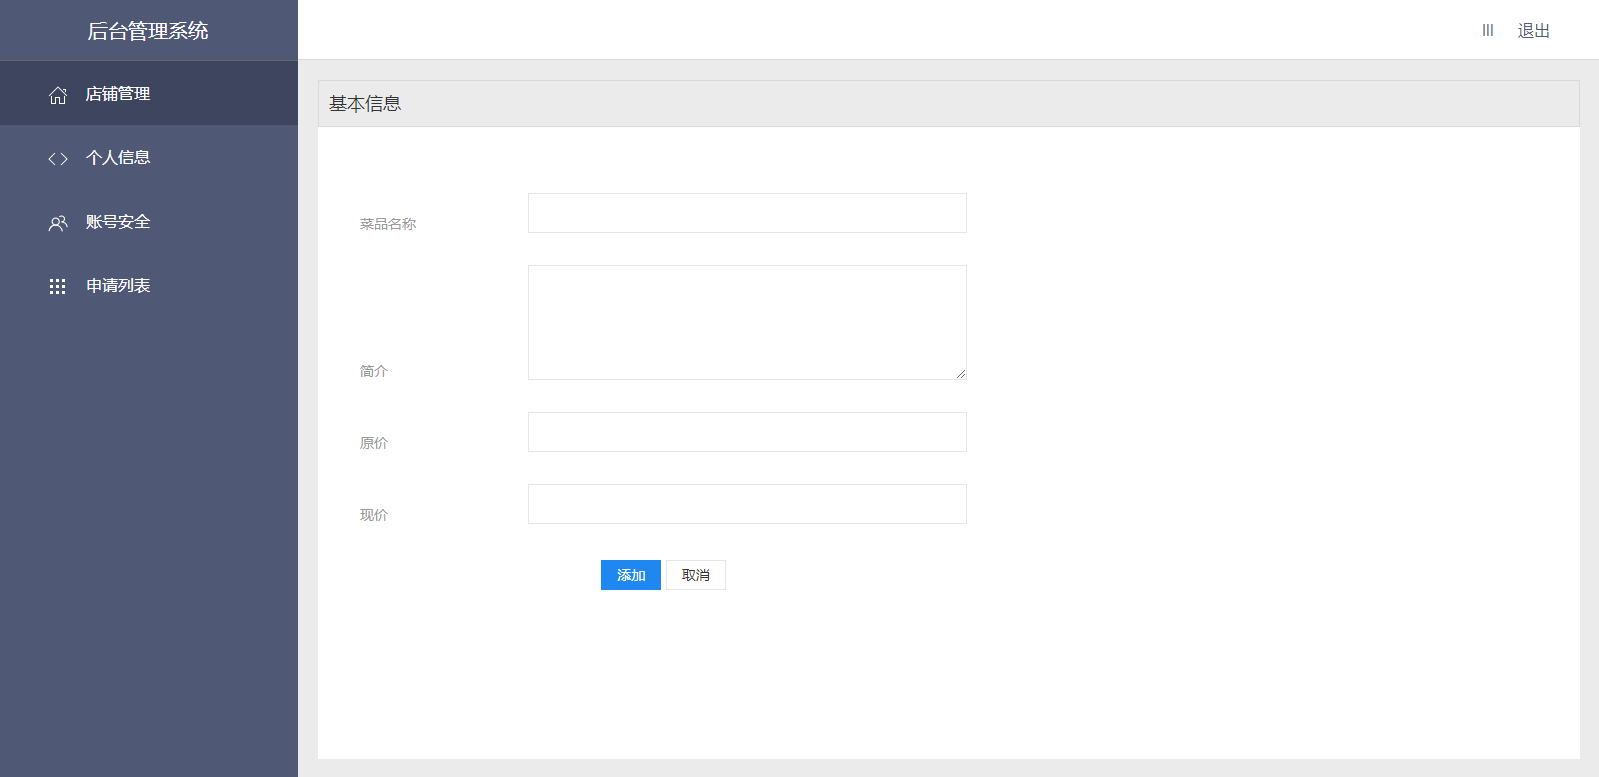 后台管理系统
lll
退出
店铺管理
个人信息
账号安全
申请列表
基本信息
菜品名称
简介
原价
现价
添加
取消